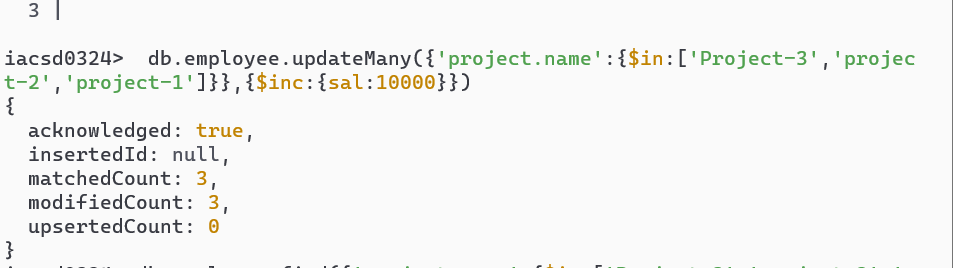 3 |
iacsd0324>  db.employee.updateMany({'project.name':{$in:['Project-3','projec
t-2','project-1']}},{$inc:{sal:10000}})
{
  acknowledged: true,
  insertedId: null,
  matchedCount: 3,
  modifiedCount: 3,
  upsertedCount: 0
}